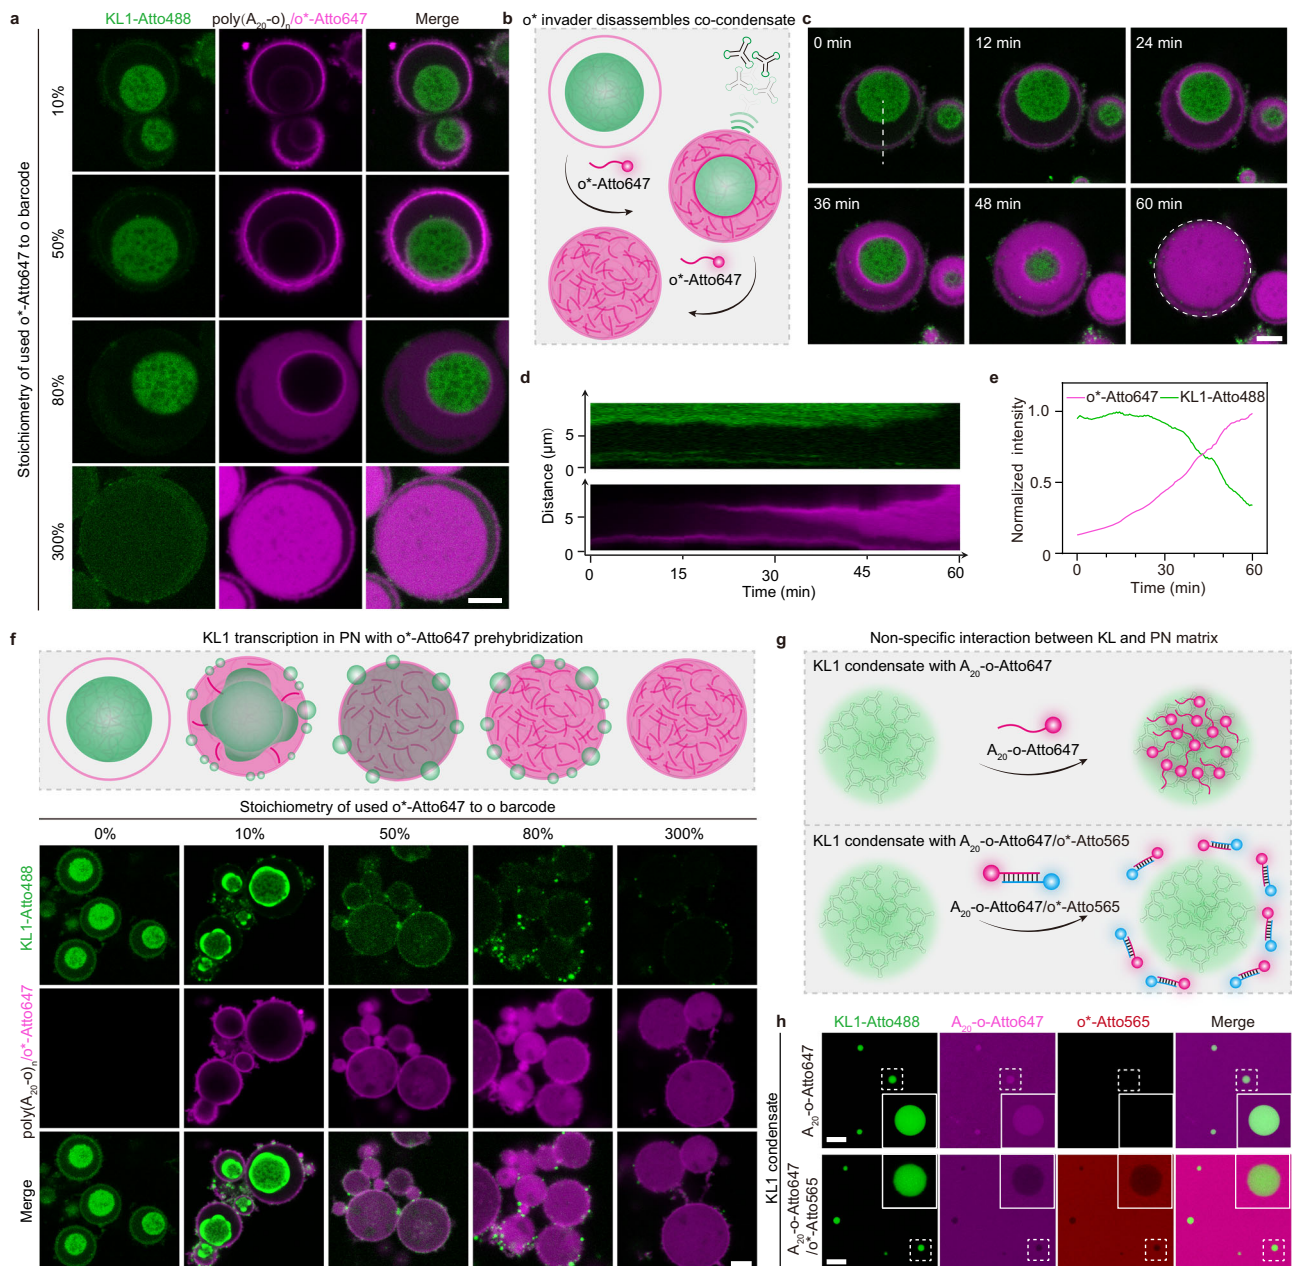 a
KL1-Atto488
poly(A20-o)n/o*-Atto647
Merge
Stoichiometry of used o*-Atto647 to o barcode
10%
50%
80%
300%
b
o* invader disassembles co-condensate
o*-Atto647
o*-Atto647
c
0 min
12 min
24 min
36 min
48 min
60 min
d
Distance (μm)
5
0
5
0
0
15
30
45
60
Time (min)
e
o*-Atto647
KL1-Atto488
Normalized intensity
1.0
0.5
0
0
30
60
Time (min)
f
KL1 transcription in PN with o*-Atto647 prehybridization
Stoichiometry of used o*-Atto647 to o barcode
0%
10%
50%
80%
300%
KL1-Atto488
poly(A20-o)n/o*-Atto647
Merge
g
Non-specific interaction between KL and PN matrix
KL1 condensate with A20-o-Atto647
A20-o-Atto647
KL1 condensate with A20-o-Atto647/o*-Atto565
A20-o-Atto647/o*-Atto565
h
KL1-Atto488
A20-o-Atto647
o*-Atto565
Merge
KL1 condensate
A20-o-Atto647
A20-o-Atto647
/o*-Atto565